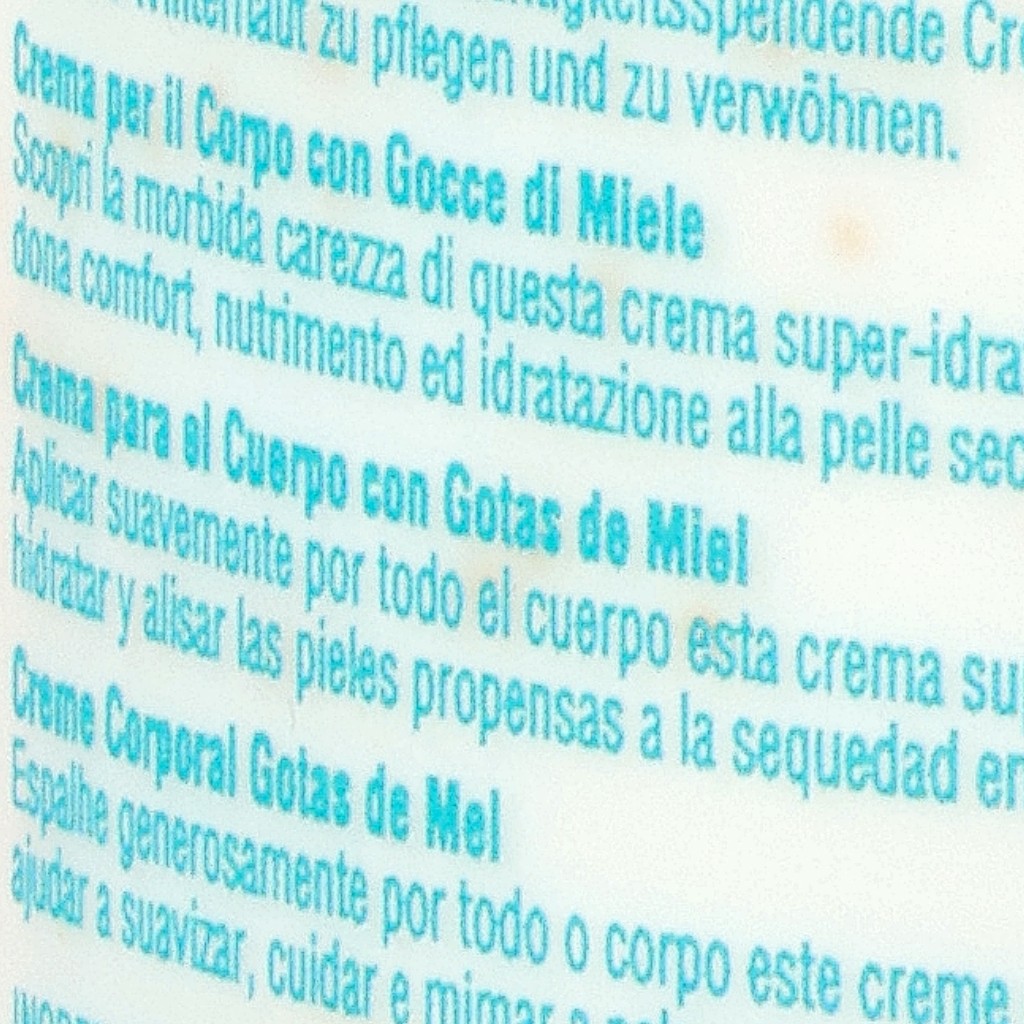 zu pflegen und zu verwöhnen.
Crema per il Corpo con Gocce di Miele
Scopri la morbida carezza di questa crema super-idra
dona comfort, nutrimento ed idratazione alla pelle sec
Crema para el Cuerpo con Gotas de Miel
Aplicar suavemente por todo el cuerpo esta crema su
hidratar y alisar las pieles propensas a la sequedad en
Creme Corporal Gotas de Mel
Espalhe generosamente por todo o corpo este creme
ajudar a suavizar, cuidar e mimar a